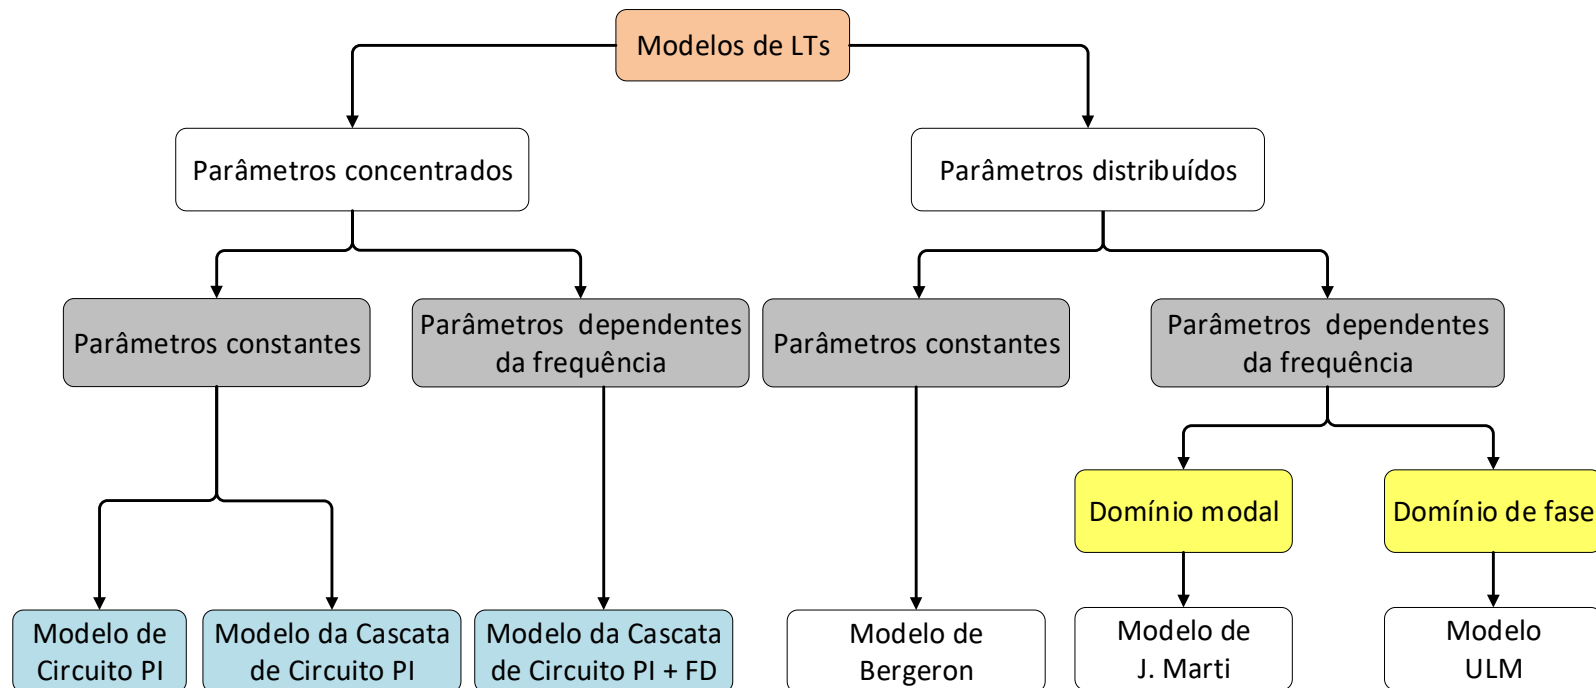 Modelos de LTs
Parâmetros concentrados
Parâmetros distribuídos
Parâmetros constantes
Parâmetros dependentes
da frequência
Parâmetros constantes
Parâmetros dependentes
da frequência
Domínio modal
Domínio de fase
Modelo de
Circuito PI
Modelo da Cascata
de Circuito PI
Modelo da Cascata
de Circuito PI + FD
Modelo de
Bergeron
Modelo de
J. Marti
Modelo
ULM